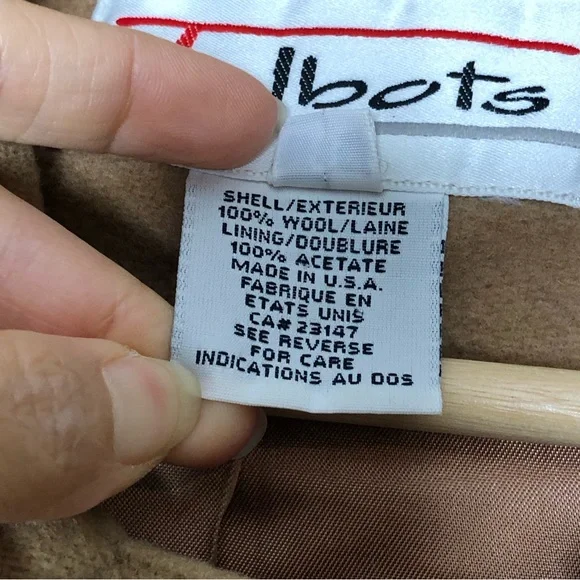 Talbots
SHELL/EXTERIEUR
100% WOOL/LAINE
LINING/DOUBLURE
100% ACETATE
MADE IN U.S.A.
FABRIQUE EN
ETATS UNIS
CA# 23147
SEE REVERSE
FOR CARE
INDICATIONS AU DOS